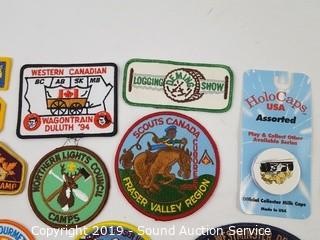 WESTERN CANADIAN
BC AB SK MB
WAGONTRAIN
DULUTH '94
LOGGING SHOW
DEMING
HoloCaps
USA
Assorted
Play & Collect Other
Available Series
Official Collector Milk Caps
Made in USA
NORTHERN LIGHTS COUNCIL
CAMPS
SCOUTS CANADA
FRASER VALLEY REGION
CAMP
Copyright 2019 - Sound Auction Service